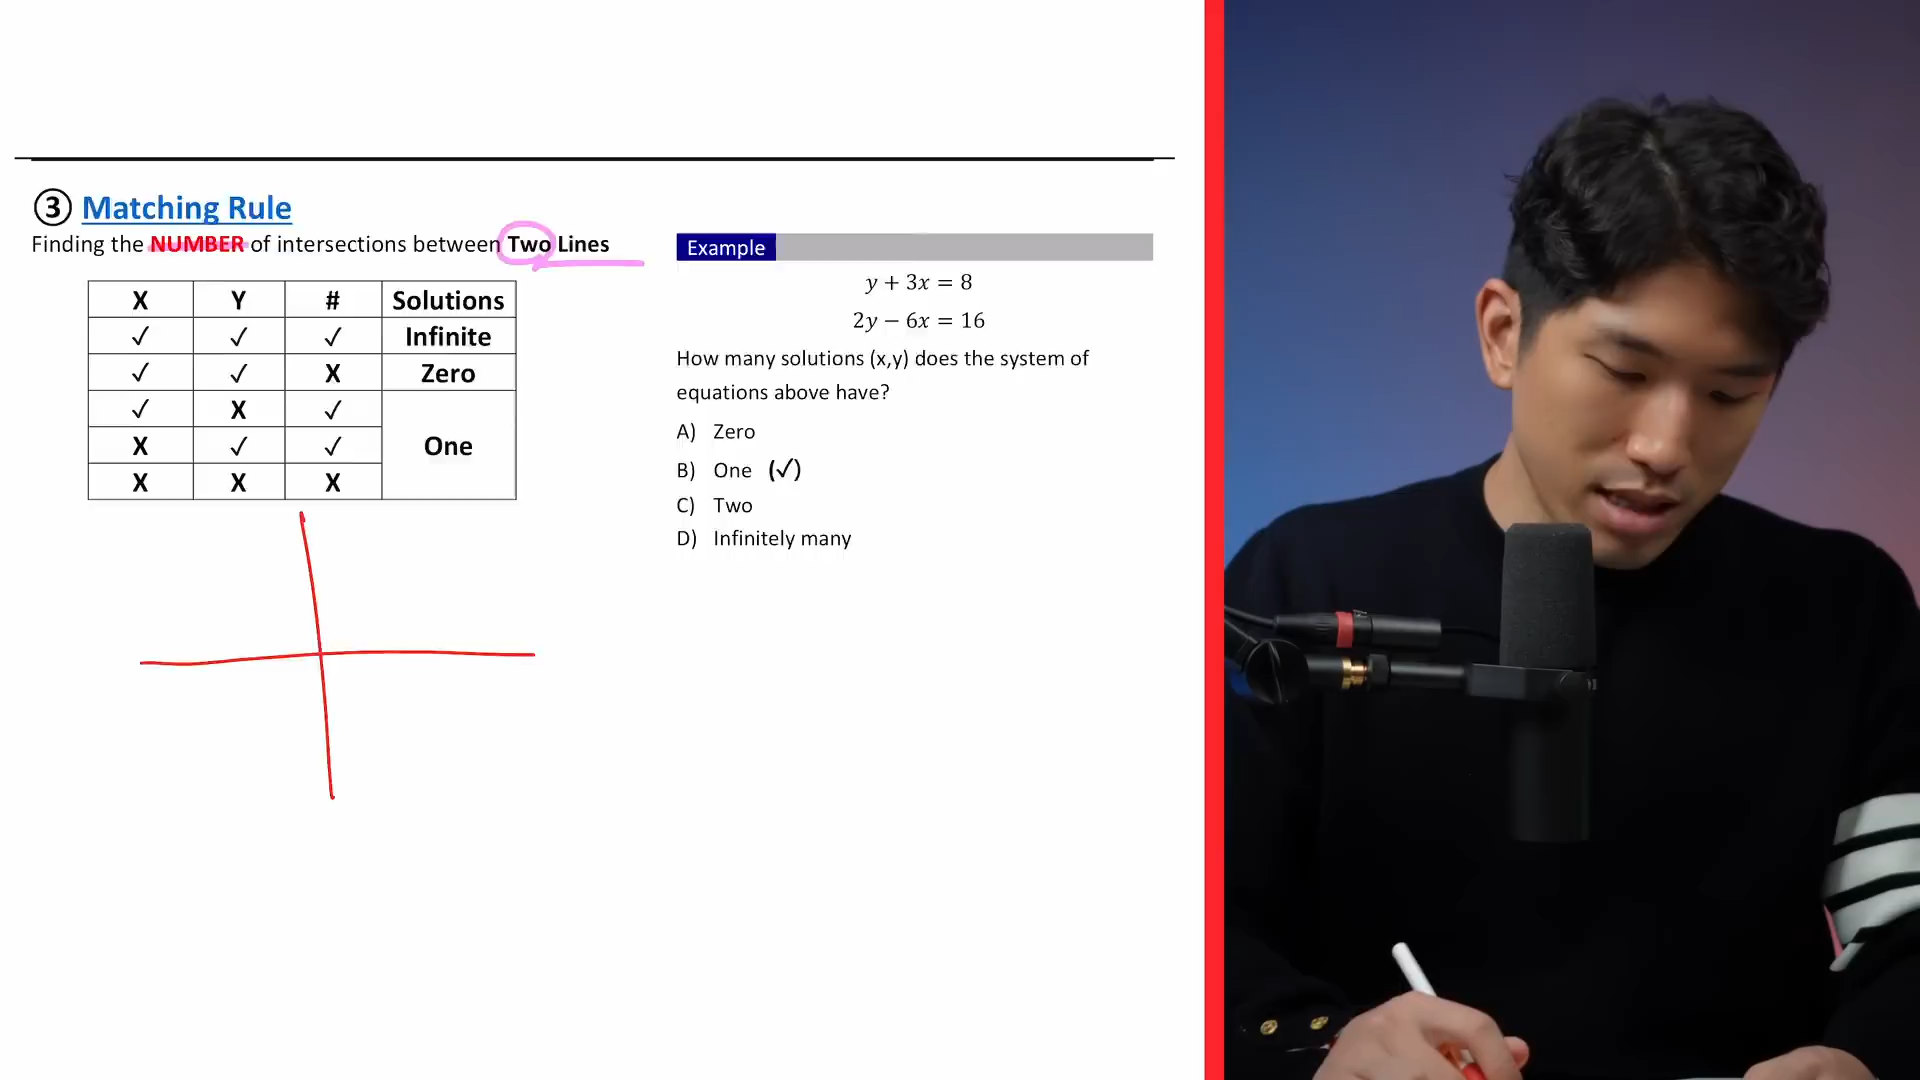 ③ Matching Rule
Finding the NUMBER of intersections between Two Lines
X Y # Solutions
✓ ✓ ✓ Infinite
✓ ✓ X Zero
✓ X ✓
X ✓ ✓ One
X X X
Example
y + 3x = 8
2y − 6x = 16
How many solutions (x,y) does the system of
equations above have?
A) Zero
B) One (✓)
C) Two
D) Infinitely many